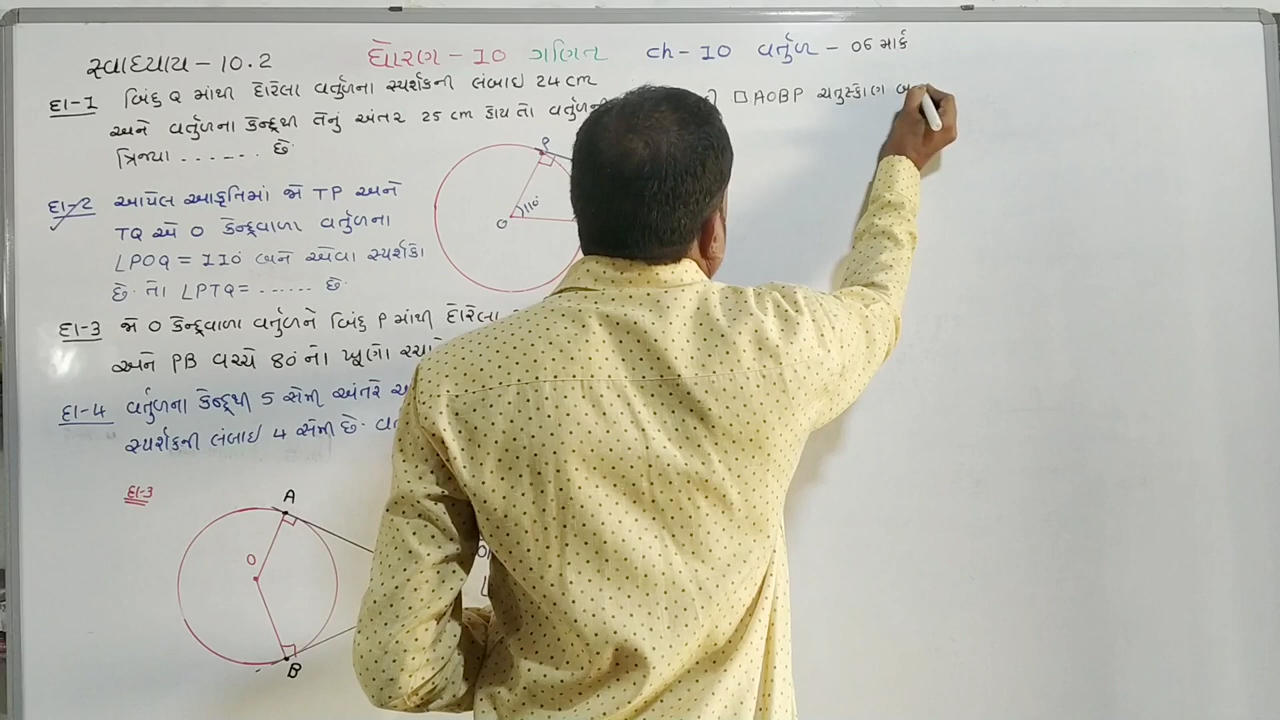 સ્વાધ્યાય - 10.2
ધોરણ - 10 ગણિત ch - 10 વર્તુળ - 06 માર્ક
દા-1 બિંદુ Q માંથી દોરેલા વર્તુળના સ્પર્શકની લંબાઇ 24 cm
અને વર્તુળના કેન્દ્રથી તેનું અંતર 25 cm હોય તો વર્તુળની
ત્રિજ્યા ...... છે.
દા-2 આપેલ આકૃતિમાં જો TP અને
TQ એ O કેન્દ્રવાળા વર્તુળના
∠POQ = 110° બને એવા સ્પર્શકો
છે. તો ∠PTQ = ...... છે.
દા-3 જો O કેન્દ્રવાળા વર્તુળને બિંદુ P માંથી દોરેલા
અને PB વચ્ચે 80° નો ખૂણો
દા-4 વર્તુળના કેન્દ્રથી 5 સેમી અંતરે
સ્પર્શકની લંબાઇ 4 સેમી છે.
P
O
110°
દા-3
A
O
B
□AOBP ચતુષ્કોણ